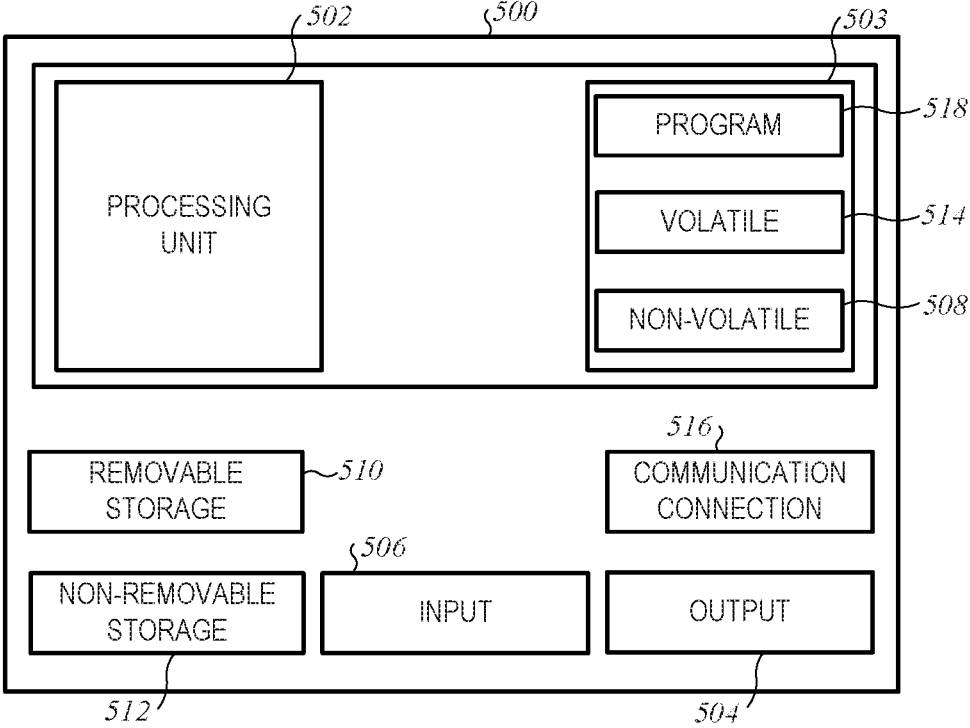 502
500
503
PROCESSING
UNIT
PROGRAM
518
VOLATILE
514
NON-VOLATILE
508
REMOVABLE
STORAGE
510
516
COMMUNICATION
CONNECTION
NON-REMOVABLE
STORAGE
512
506
INPUT
OUTPUT
504